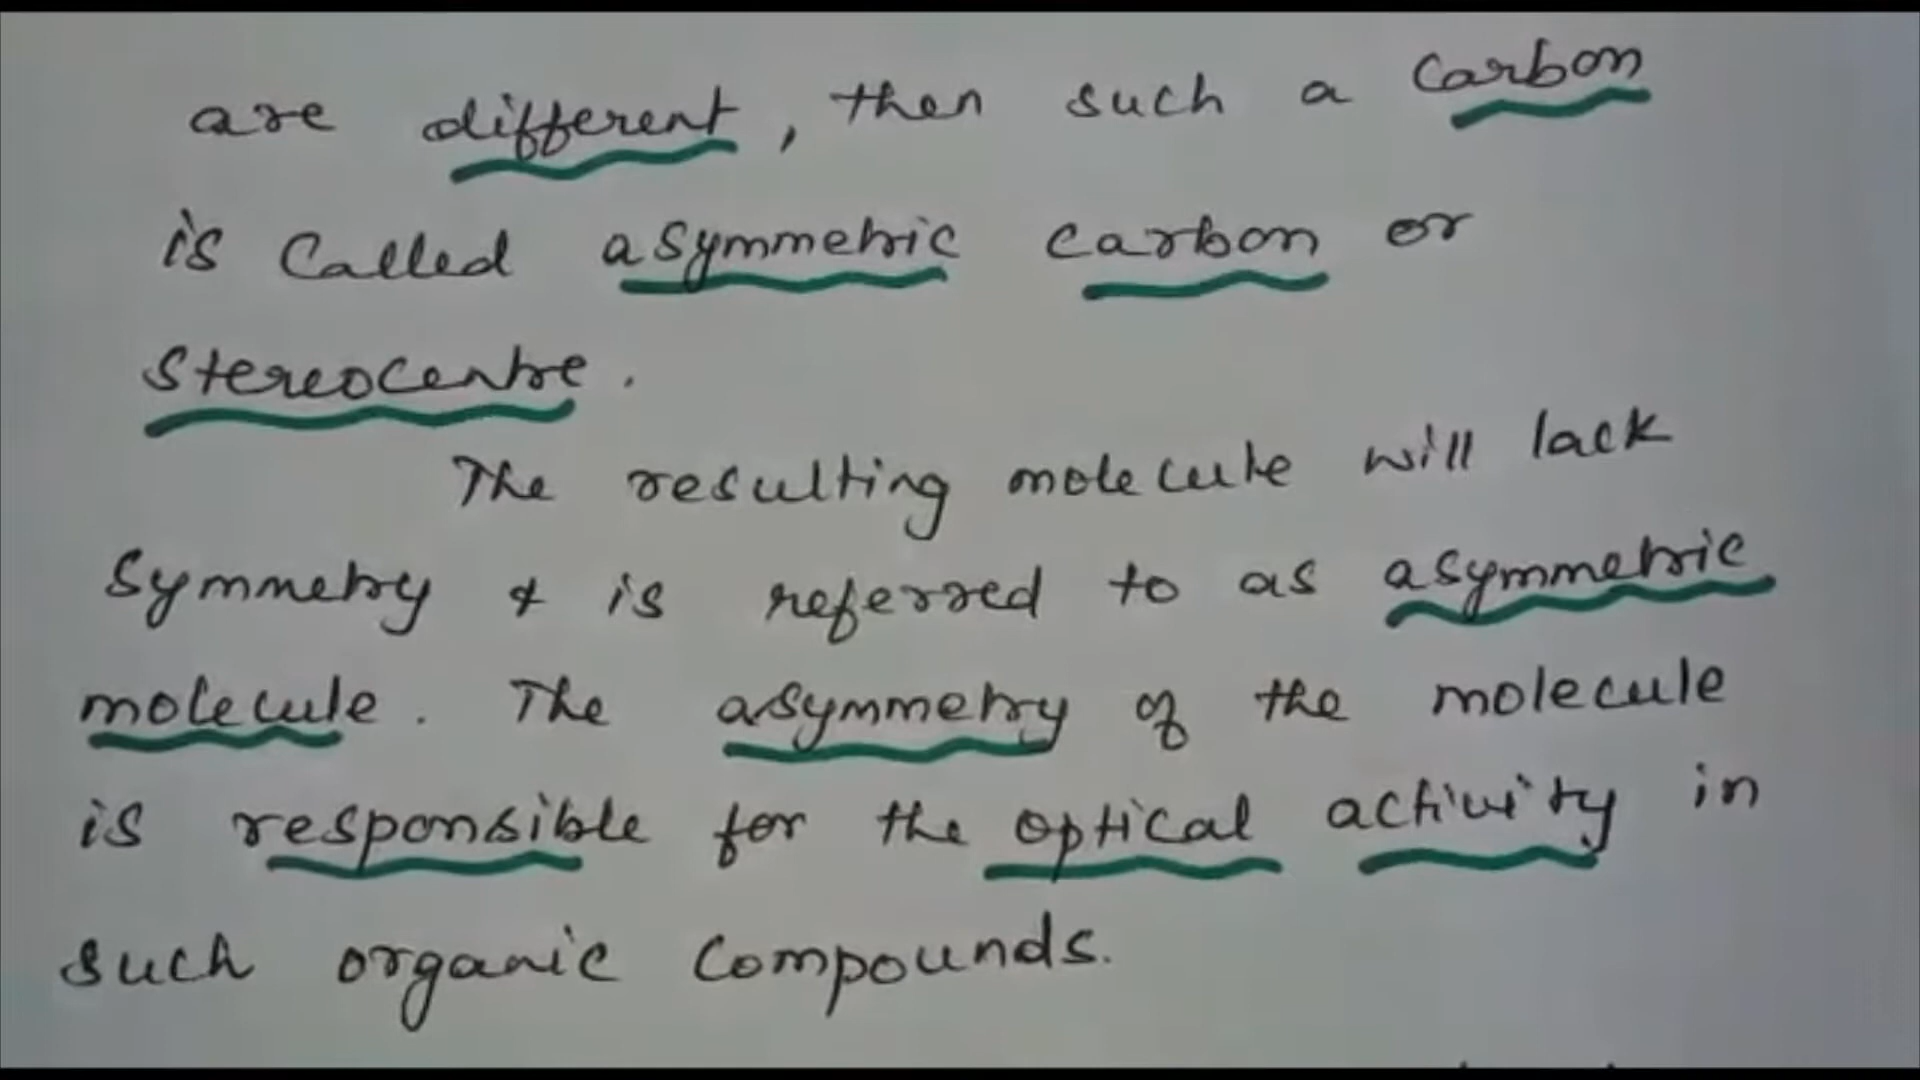 are different, then such a carbon
is called asymmetric carbon or
stereocentre.
The resulting molecule will lack
symmetry & is referred to as asymmetric
molecule. The asymmetry of the molecule
is responsible for the optical activity in
such organic compounds.